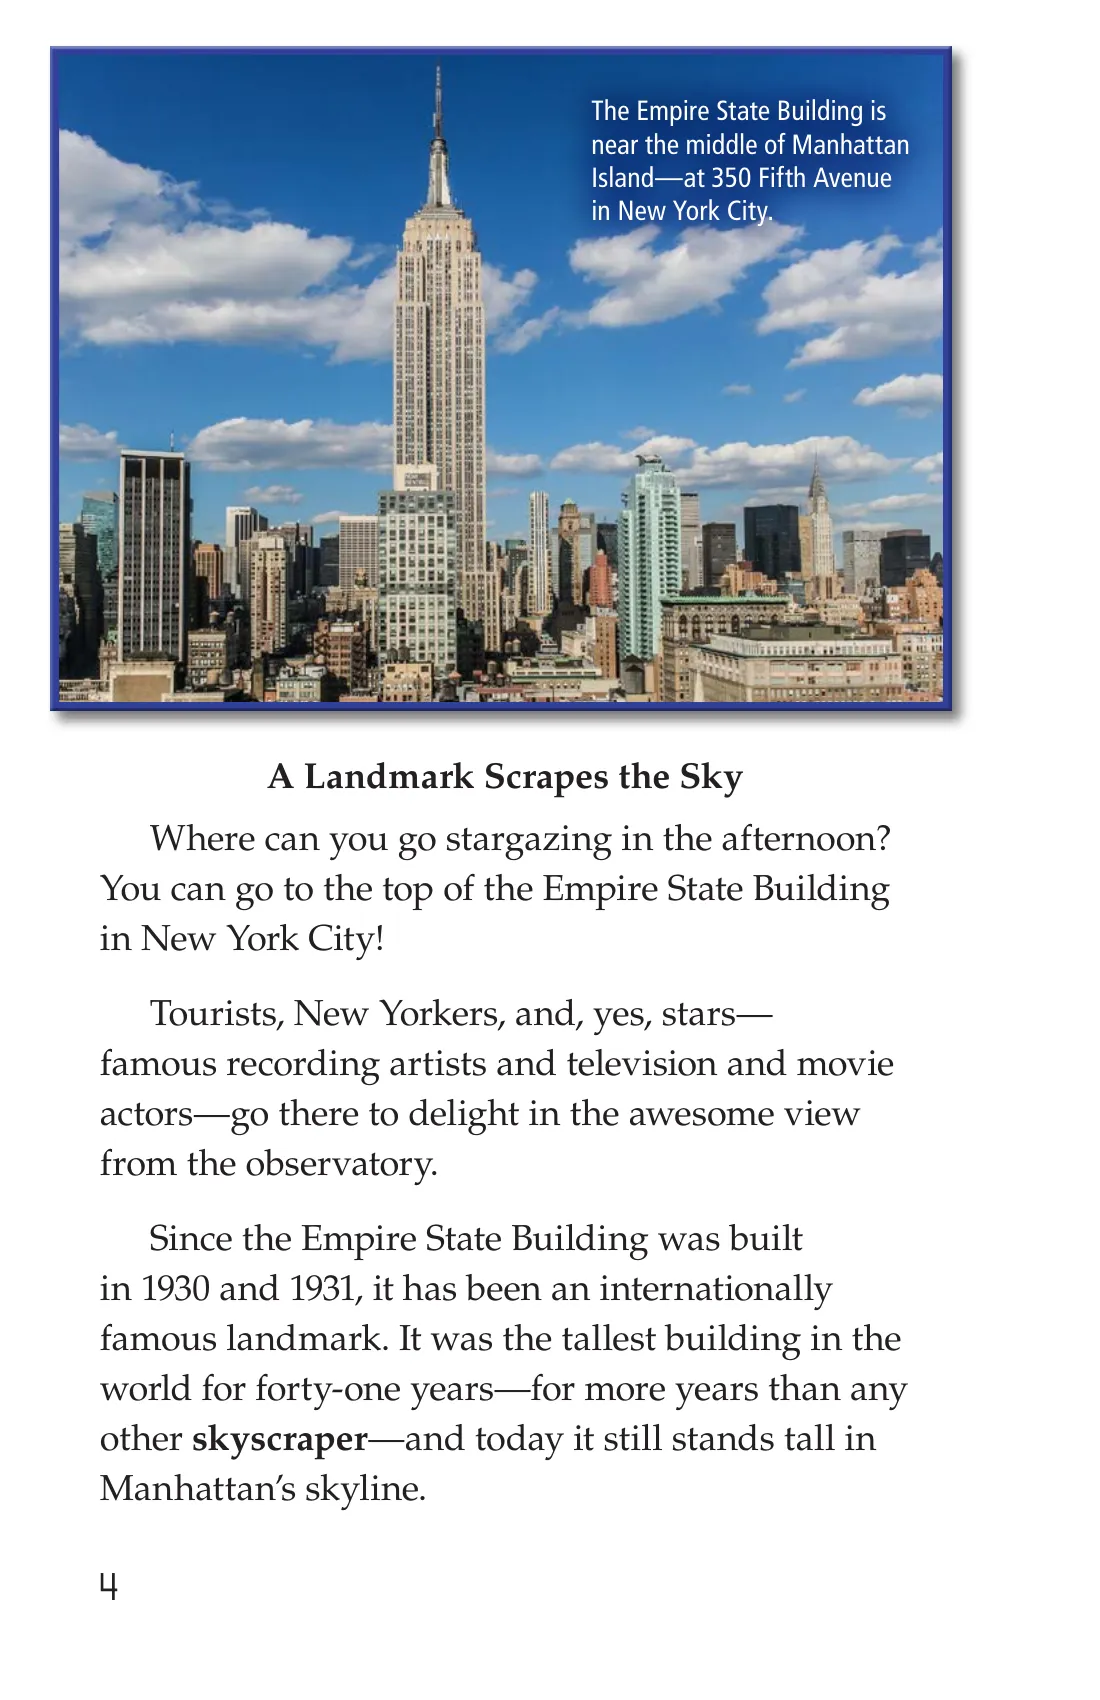 The Empire State Building is
near the middle of Manhattan
Island—at 350 Fifth Avenue
in New York City.
A Landmark Scrapes the Sky
Where can you go stargazing in the afternoon?
You can go to the top of the Empire State Building
in New York City!
Tourists, New Yorkers, and, yes, stars—
famous recording artists and television and movie
actors—go there to delight in the awesome view
from the observatory.
Since the Empire State Building was built
in 1930 and 1931, it has been an internationally
famous landmark. It was the tallest building in the
world for forty-one years—for more years than any
other skyscraper—and today it still stands tall in
Manhattan’s skyline.
4